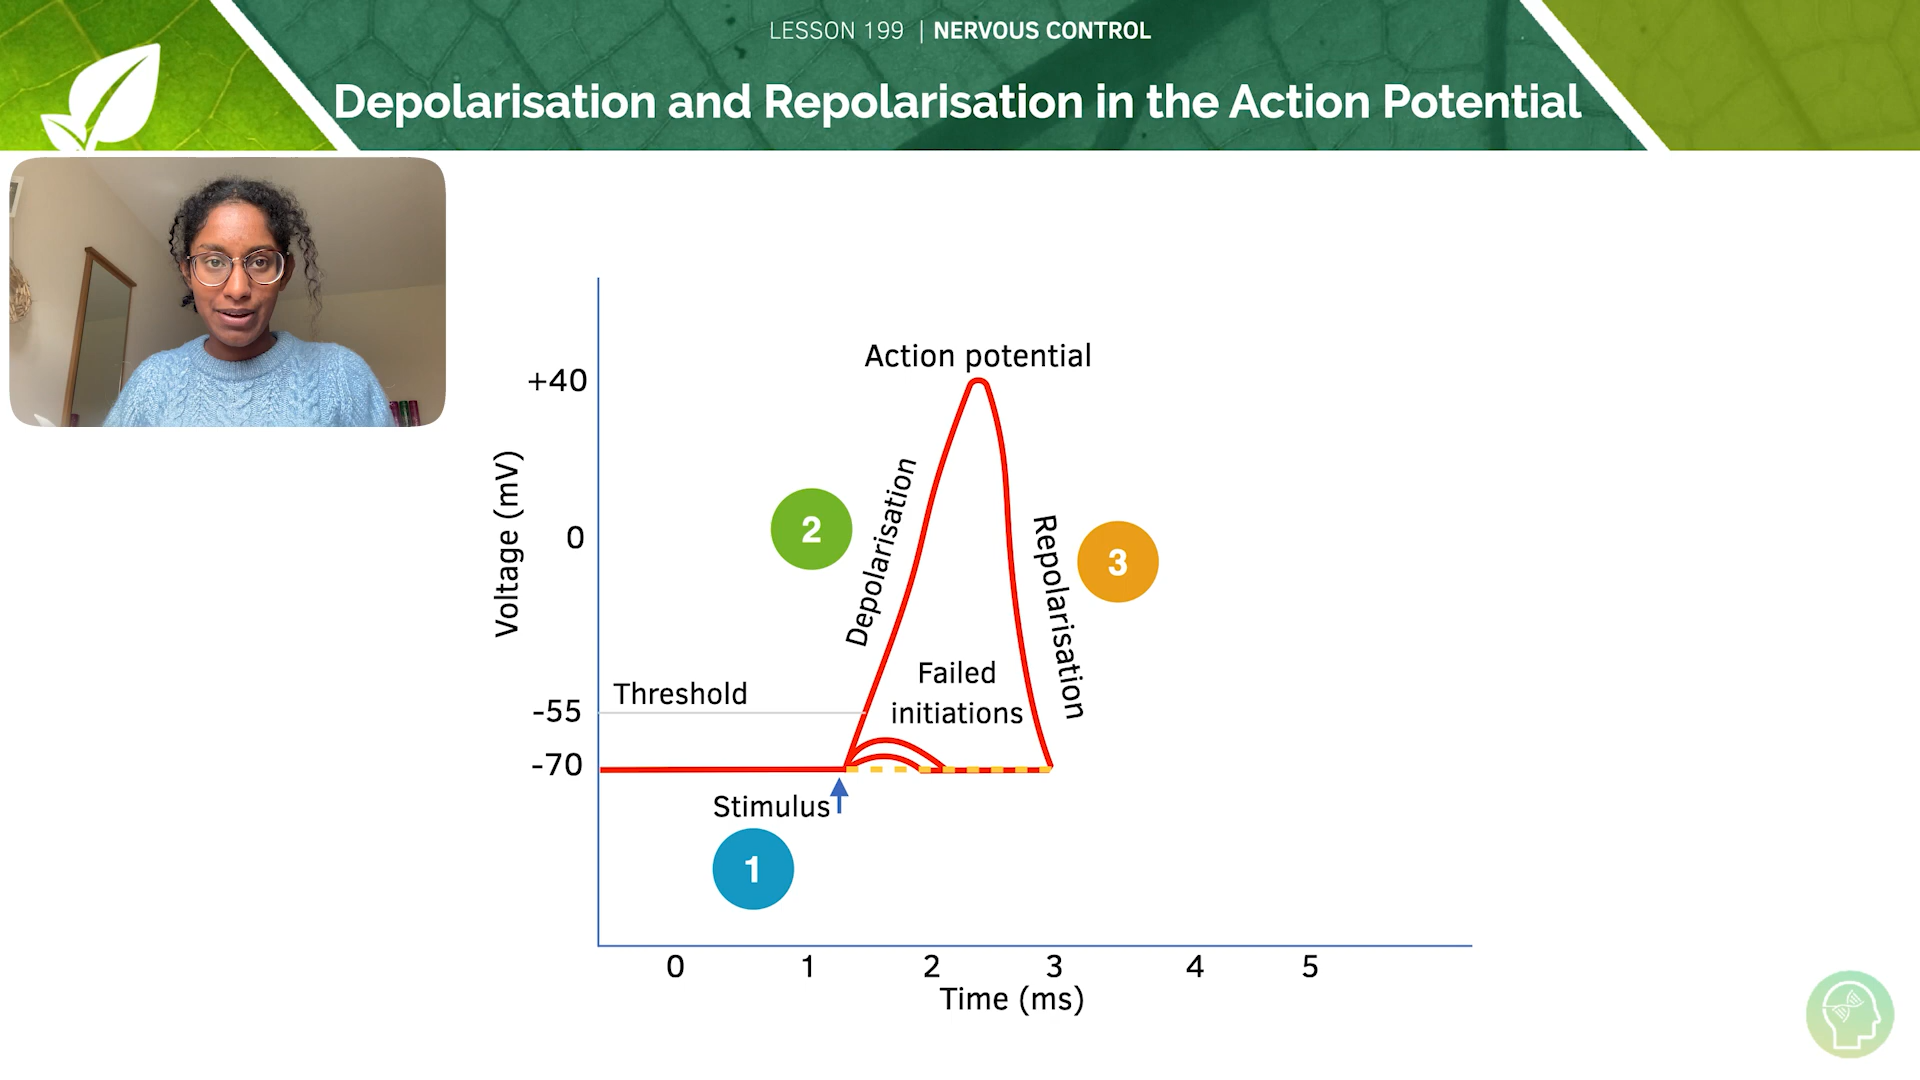 LESSON 199 | NERVOUS CONTROL
Depolarisation and Repolarisation in the Action Potential
Action potential
+40
Voltage (mV)
0
-55
-70
2
Depolarisation
Repolarisation
3
Threshold
Failed
initiations
Stimulus
1
0 1 2 3 4 5
Time (ms)